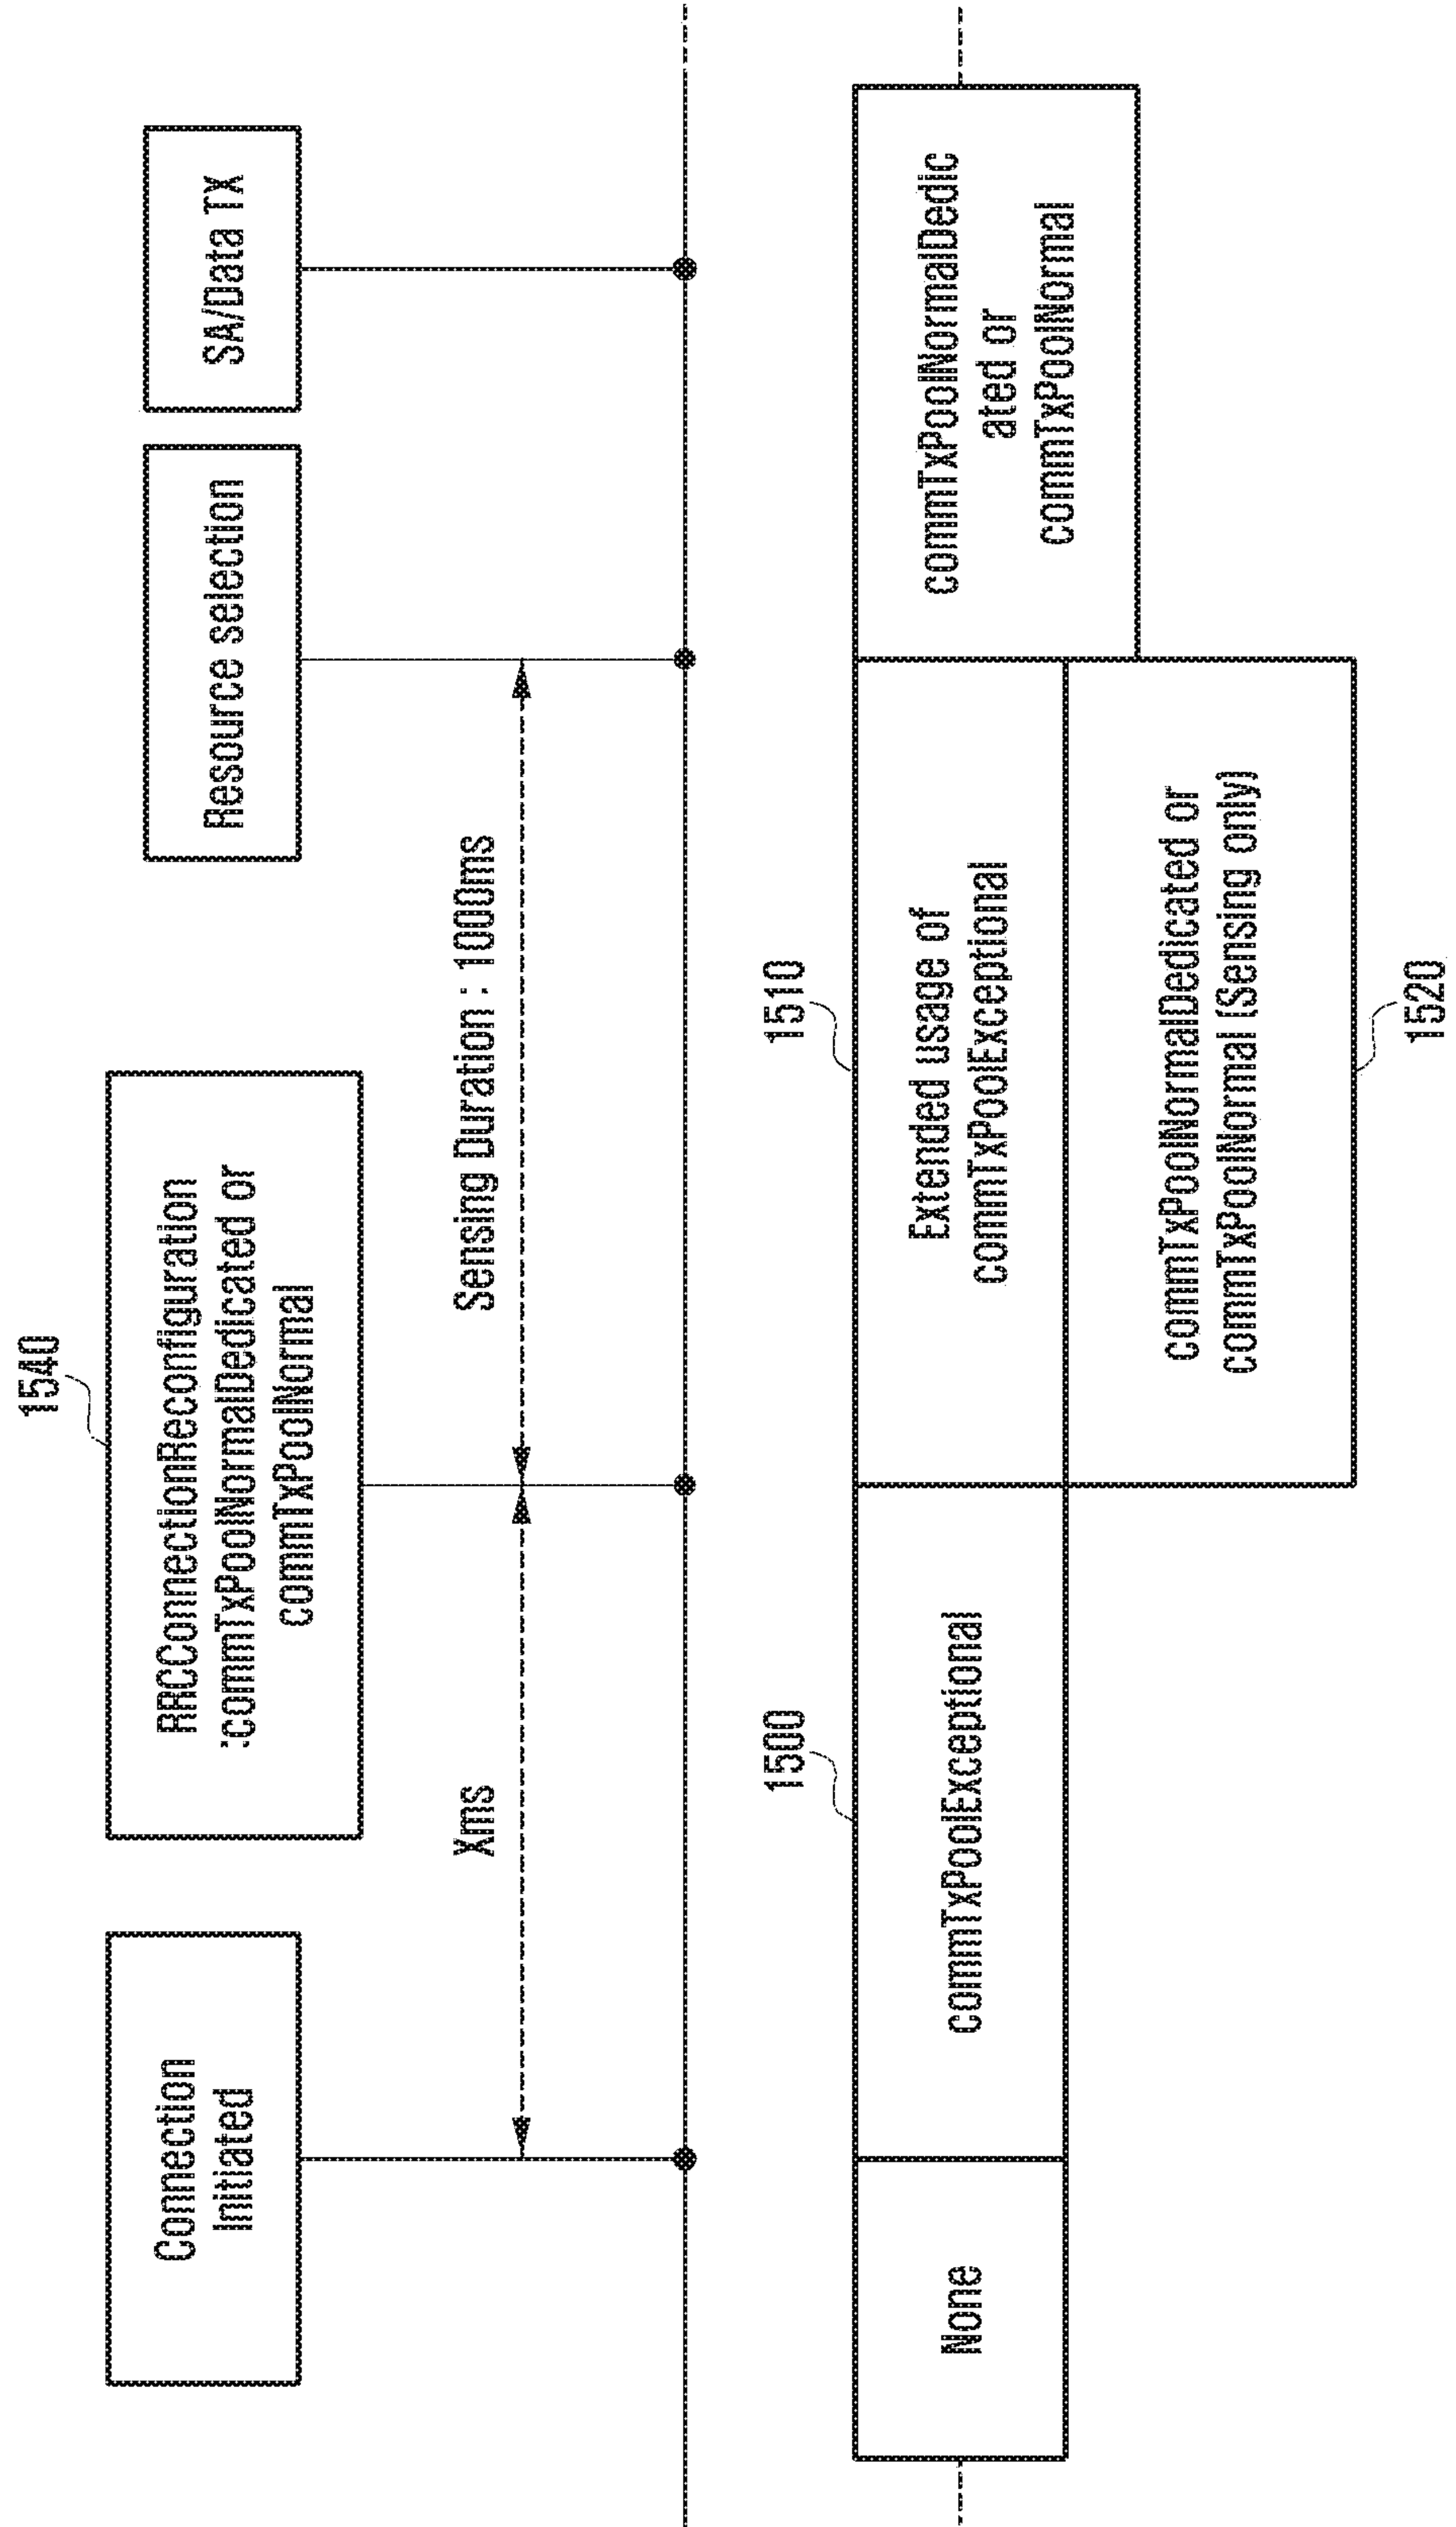 1540
Connection
Initiated
RRCConnectionReconfiguration
:commTxPoolNormalDedicated or
commTxPoolNormal
Resource selection
SA/Data TX
Xms
Sensing Duration : 100ms
1500
1510
None
commTxPoolExceptional
Extended usage of
commTxPoolExceptional
commTxPoolNormalDedic
ated or
commTxPoolNormal
commTxPoolNormalDedicated or
commTxPoolNormal (Sensing only)
1520